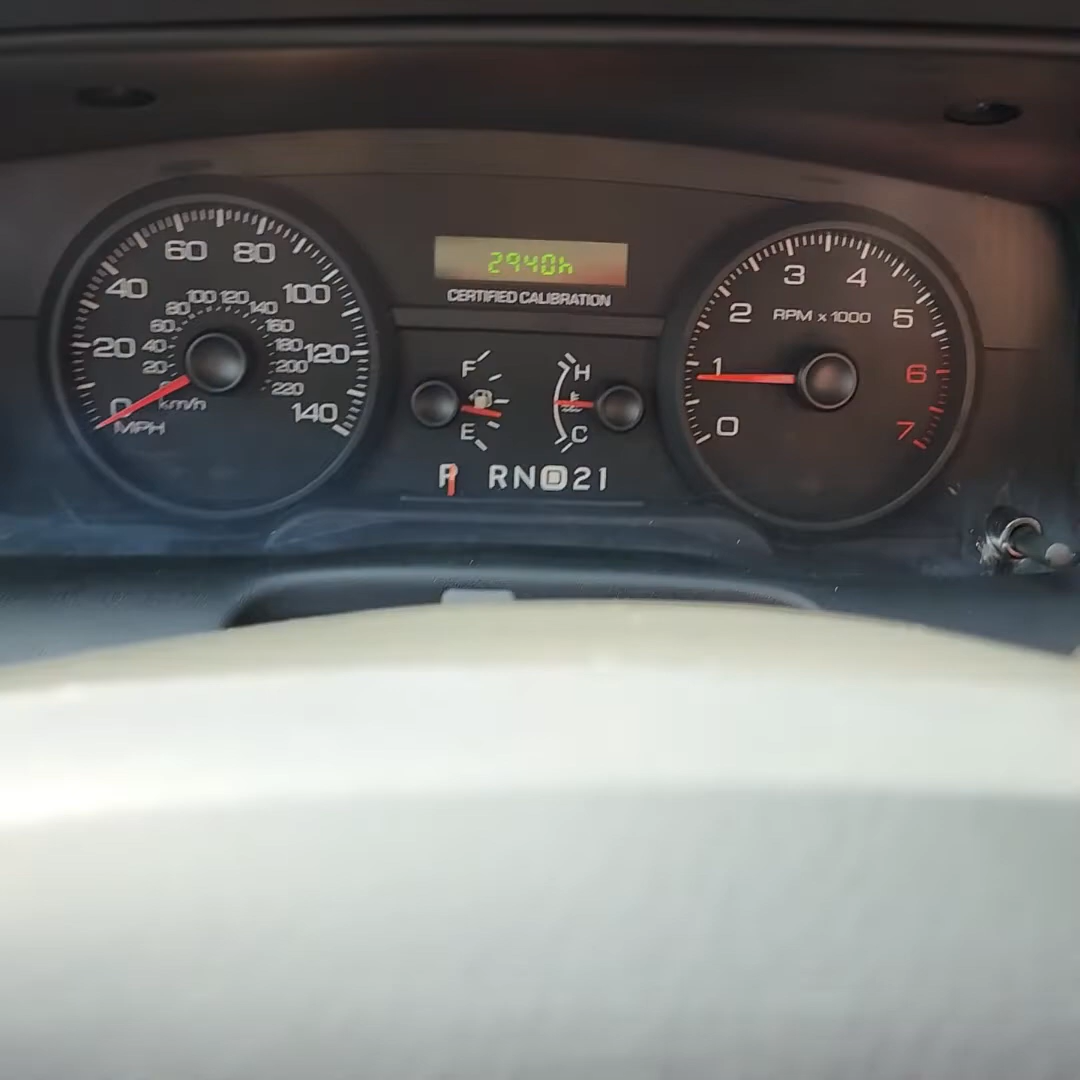 60 80
40 100
20 120
0 140
MPH
100 120
80 140
60 160
40 180
20 200
0 220
km/h
2940h
CERTIFIED CALIBRATION
F
E
H
C
P R N D 2 1
3 4
2 5
RPM x 1000
1 6
0 7